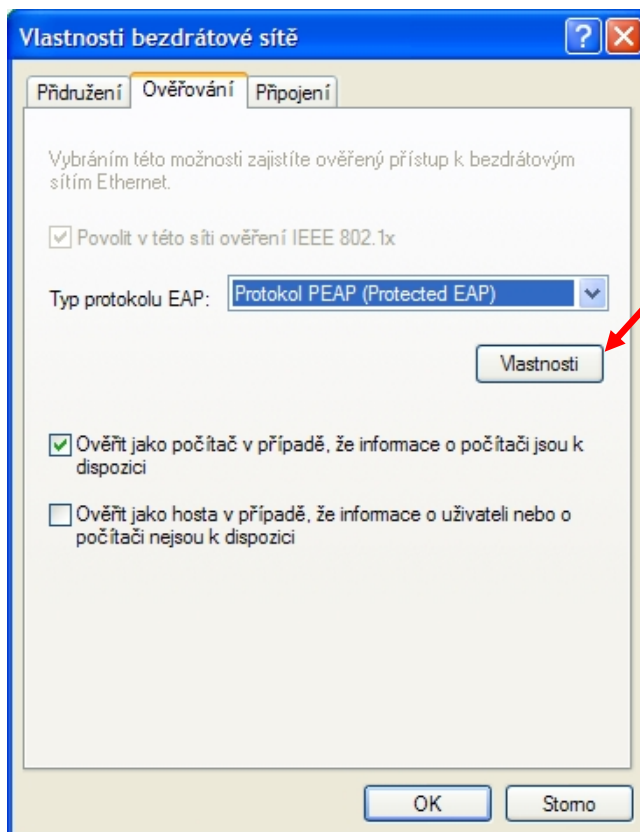 Vlastnosti bezdrátové sítě
Přidružení Ověřování Připojení
Vybráním této možnosti zajistíte ověřený přístup k bezdrátovým
sítím Ethernet.
Povolit v této síti ověření IEEE 802.1x
Typ protokolu EAP: Protokol PEAP (Protected EAP)
Vlastnosti
Ověřit jako počítač v případě, že informace o počítači jsou k
dispozici
Ověřit jako hosta v případě, že informace o uživateli nebo o
počítači nejsou k dispozici
OK Storno